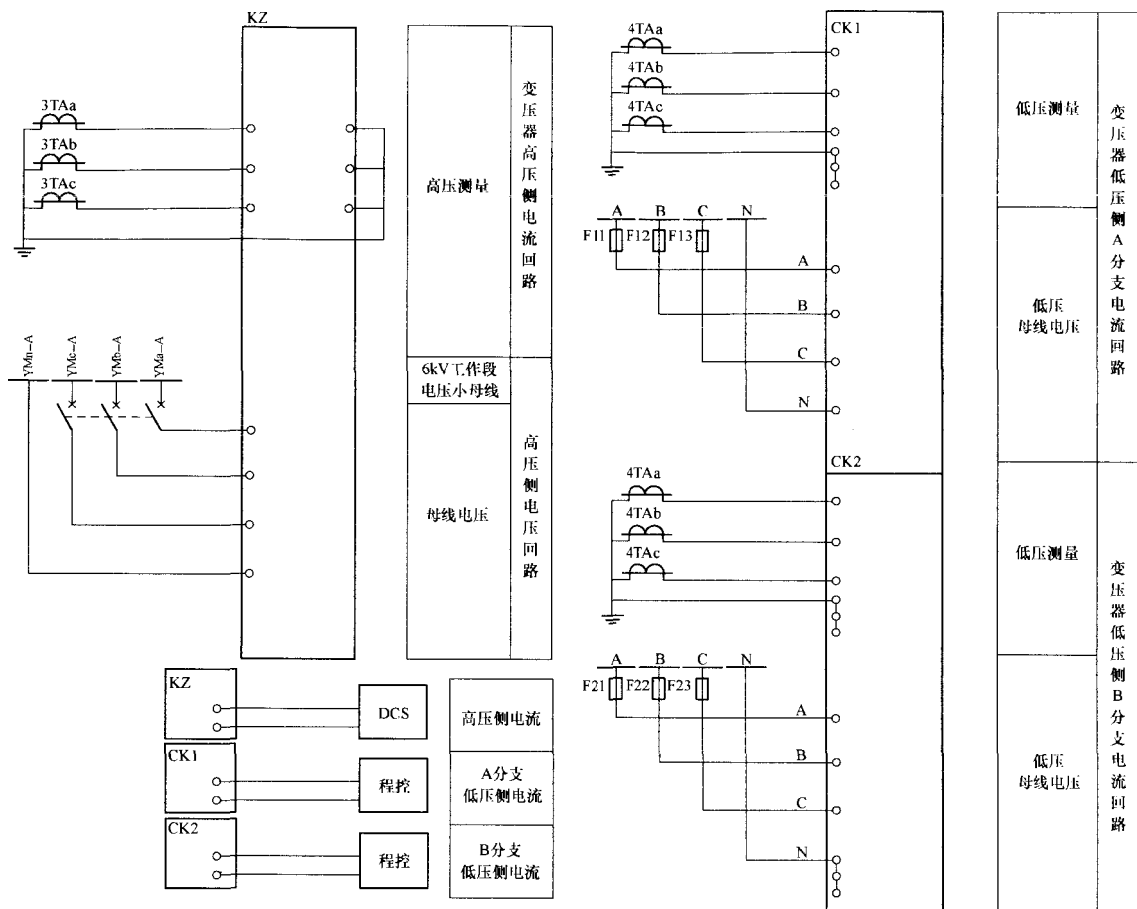 KZ
3TAa
3TAb
3TAc
YMn-A
YMc-A
YMb-A
YMa-A
高压测量
变压器高压侧电流回路
6kV工作段
电压小母线
母线电压
高压侧电压回路
KZ
DCS
高压侧电流
CK1
程控
A分支
低压侧电流
CK2
程控
B分支
低压侧电流
CK1
4TAa
4TAb
4TAc
A B C N
F11 F12 F13
A
B
C
N
低压测量
低压
母线电压
变压器低压侧A分支电流回路
CK2
4TAa
4TAb
4TAc
A B C N
F21 F22 F23
A
B
C
N
低压测量
低压
母线电压
变压器低压侧B分支电流回路